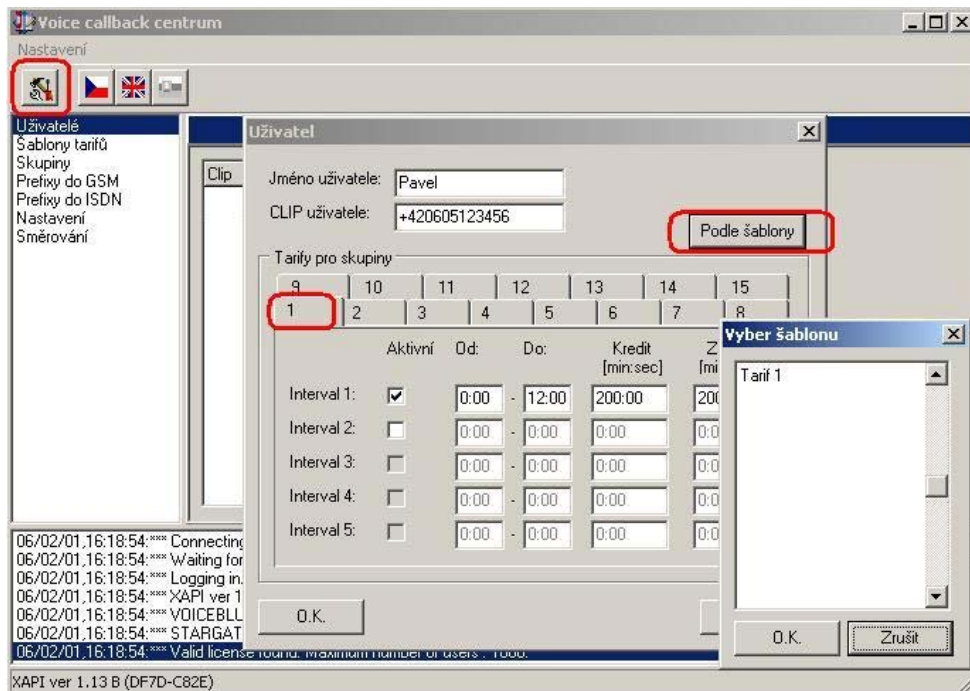 Voice callback centrum
Nastavení
Uživatelé
Šablony tarifů
Skupiny
Prefixy do GSM
Prefixy do ISDN
Nastavení
Směrování
Clip
Uživatel
Jméno uživatele: Pavel
CLIP uživatele: +420605123456
Podle šablony
Tarify pro skupiny
9 10 11 12 13 14 15
1 2 3 4 5 6 7 8
Aktivní Od: Do: Kredit
[min:sec]
Interval 1: 0:00 - 12:00 200:00
Interval 2: 0:00 - 0:00 0:00
Interval 3: 0:00 - 0:00 0:00
Interval 4: 0:00 - 0:00 0:00
Interval 5: 0:00 - 0:00 0:00
O.K.
Vyber šablonu
Tarif 1
O.K. Zrušit
06/02/01,16:18:54:*** Connecting
06/02/01,16:18:54:*** Waiting for
06/02/01,16:18:54:*** Logging in.
06/02/01,16:18:54:*** XAPI ver 1
06/02/01,16:18:54:*** VOICEBLU
06/02/01,16:18:54:*** STARGAT
06/02/01,16:18:54:*** Valid license found. Maximum number of users : 1000.
XAPI ver 1.13 B (DF7D-C82E)